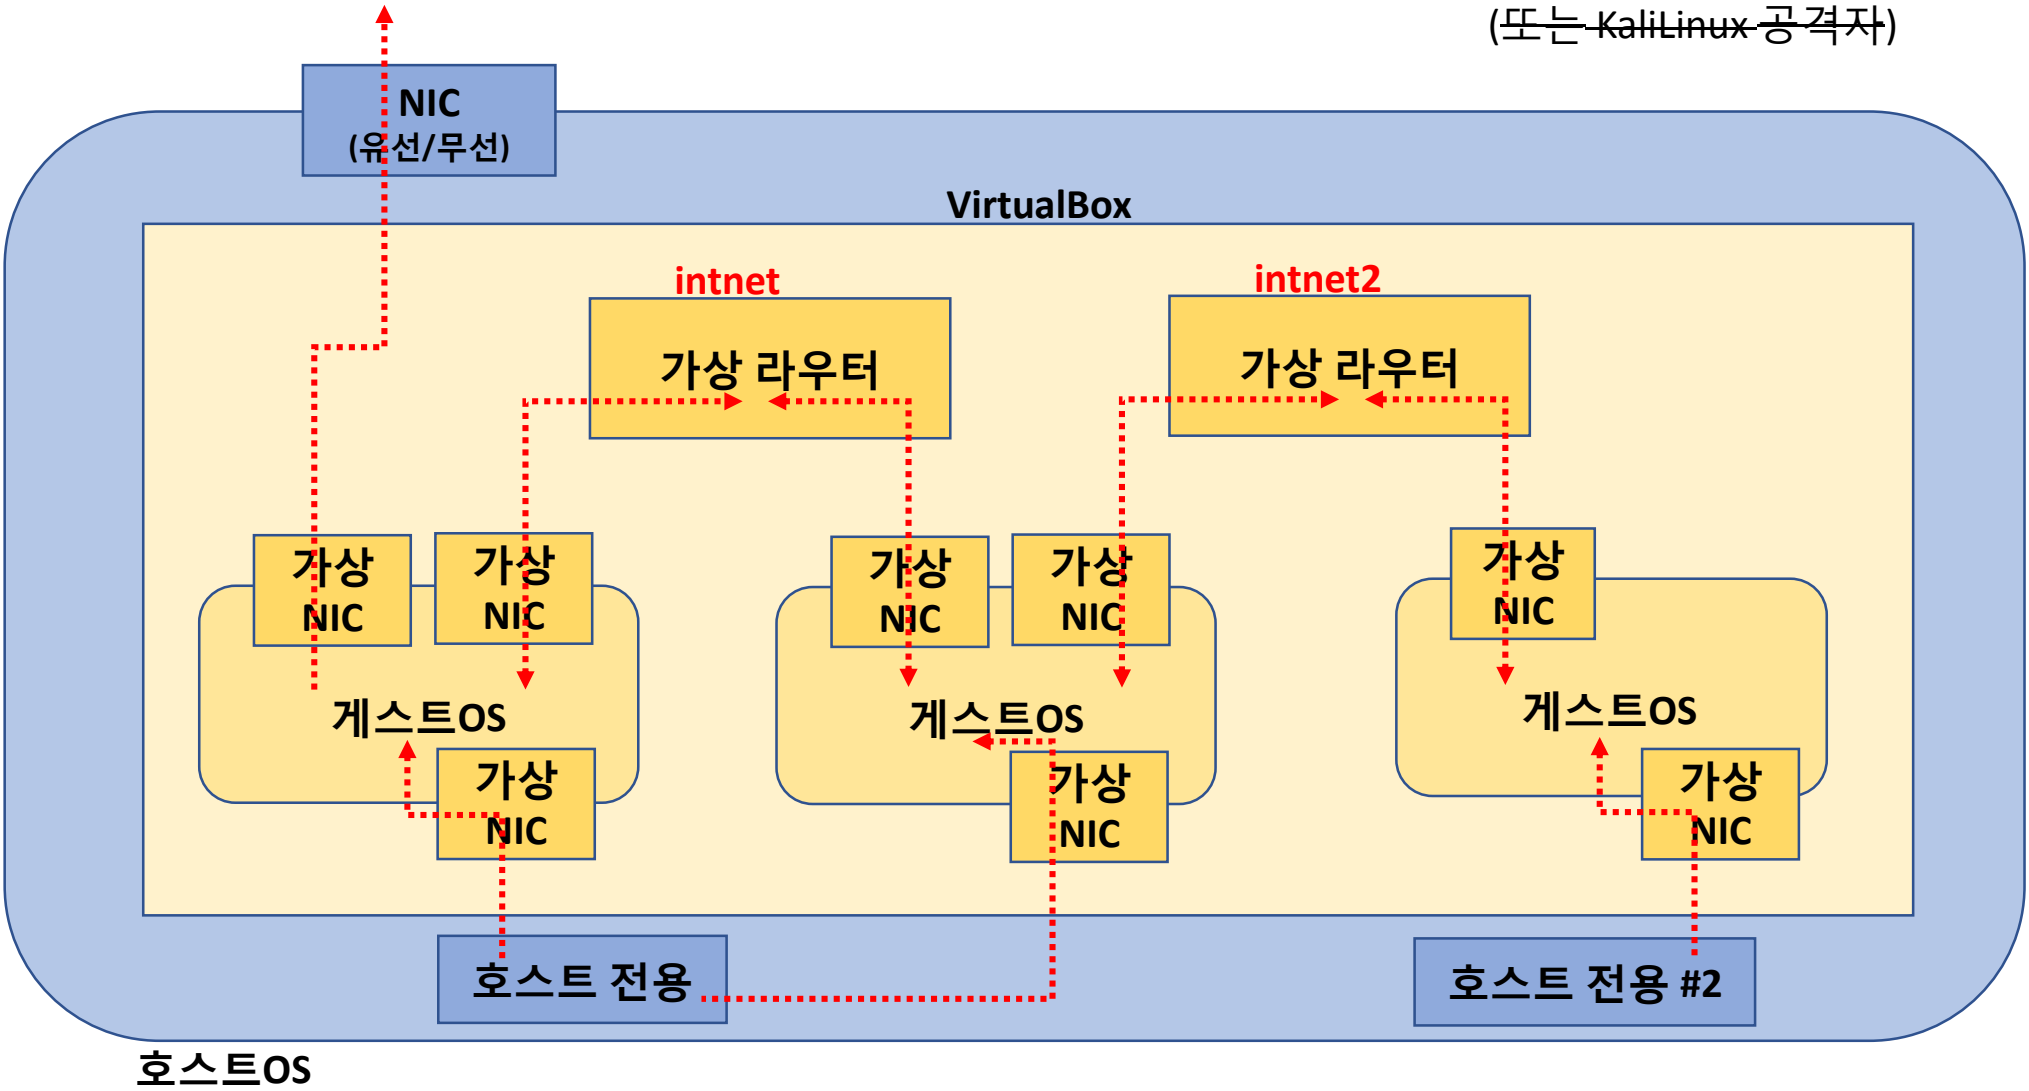 (또는 KaliLinux 공격자)
NIC
(유선/무선)
VirtualBox
intnet
intnet2
가상 라우터
가상 라우터
가상
NIC
가상
NIC
가상
NIC
가상
NIC
가상
NIC
게스트OS
게스트OS
게스트OS
가상
NIC
가상
NIC
가상
NIC
호스트 전용
호스트 전용 #2
호스트OS